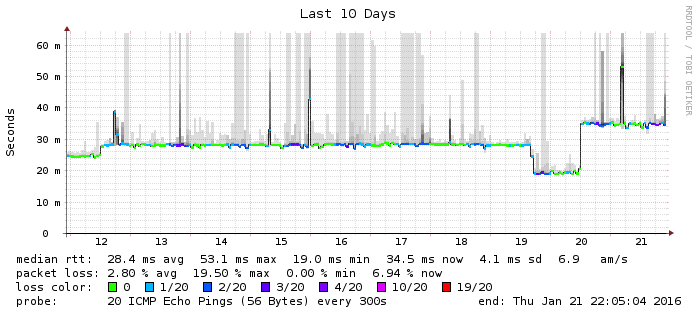 Last 10 Days
RRDTOOL / TOBI OETIKER
Seconds
60 m
50 m
40 m
30 m
20 m
10 m
0
12 13 14 15 16 17 18 19 20 21
median rtt: 28.4 ms avg 53.1 ms max 19.0 ms min 34.5 ms now 4.1 ms sd 6.9 am/s
packet loss: 2.80 % avg 19.50 % max 0.00 % min 6.94 % now
loss color: 0 1/20 2/20 3/20 4/20 10/20 19/20
probe: 20 ICMP Echo Pings (56 Bytes) every 300s end: Thu Jan 21 22:05:04 2016